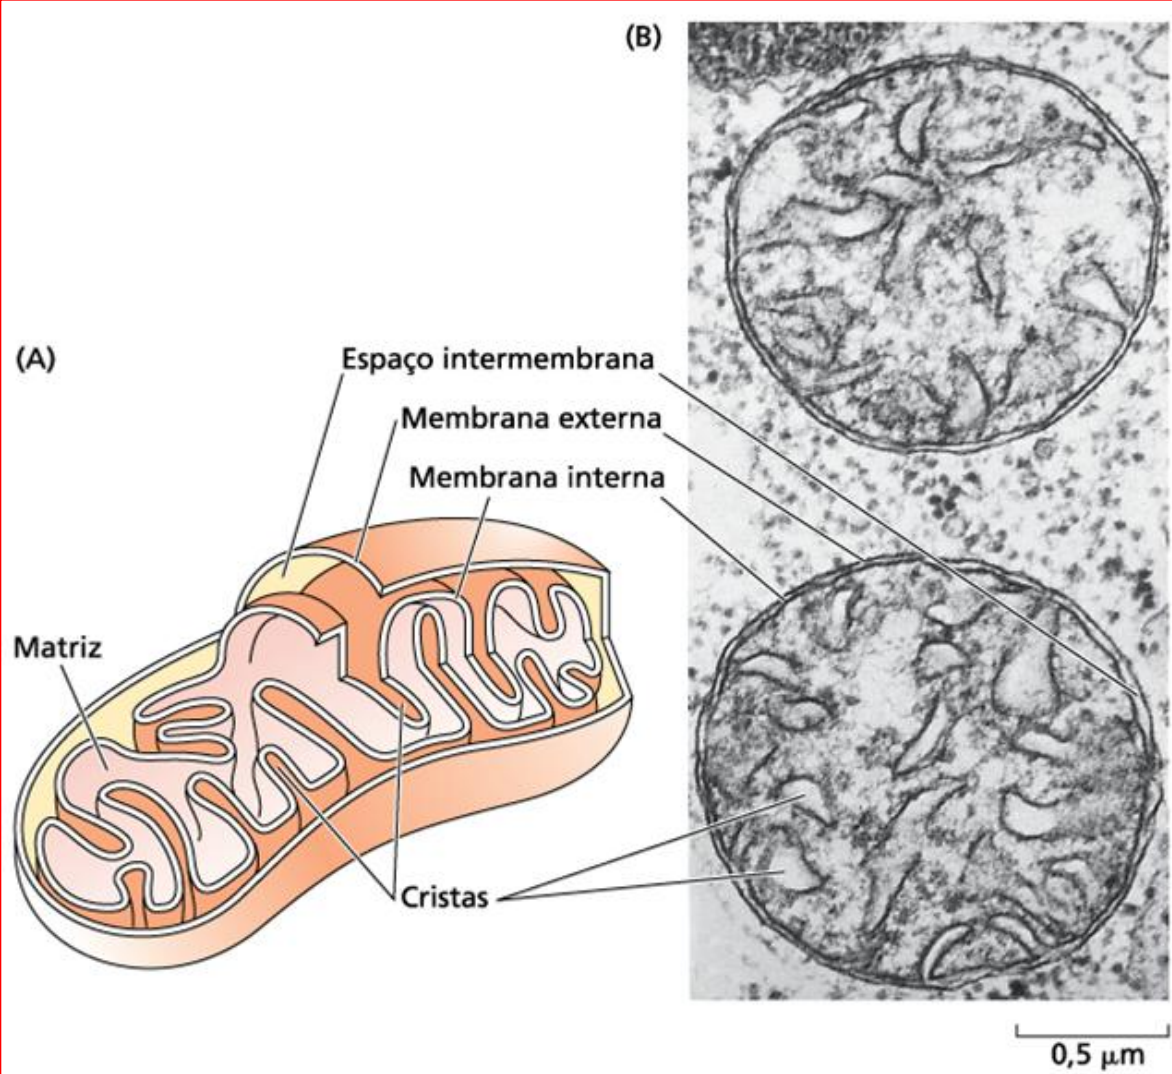 (B)
(A)
Espaço intermembrana
Membrana externa
Membrana interna
Matriz
Cristas
0,5 μm